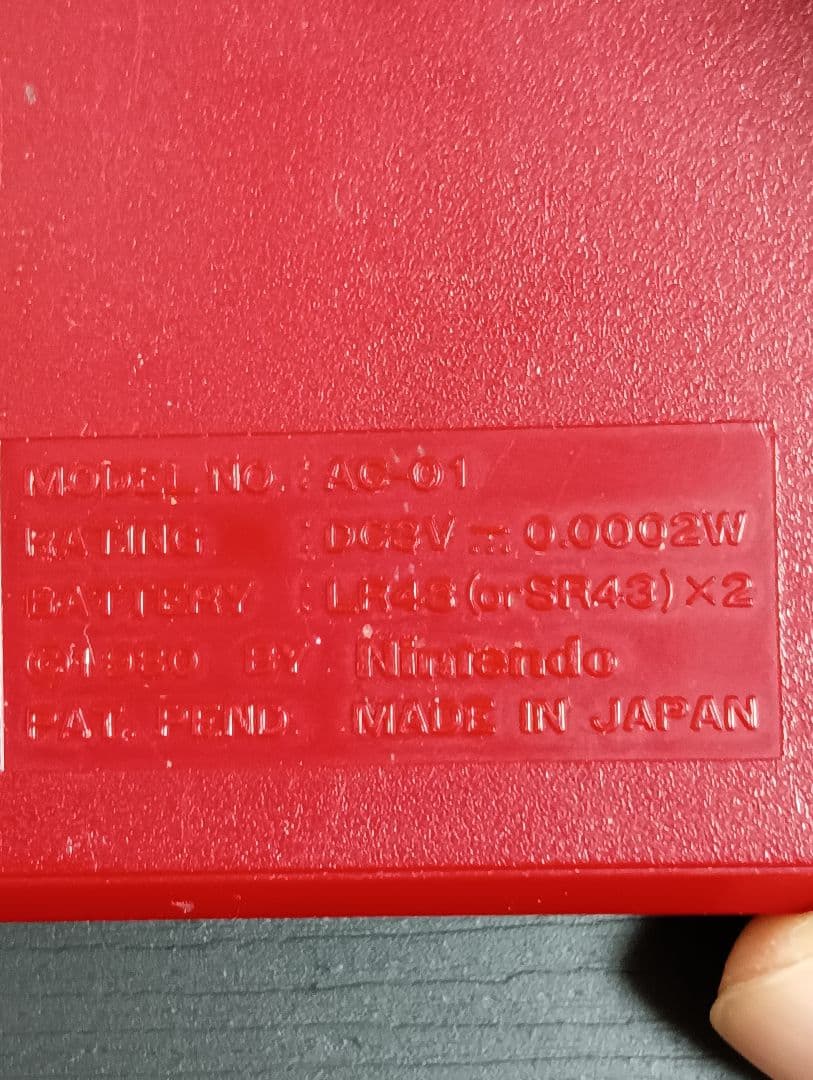 MODEL NO. : AC-01
RATING : DC3V ⎓ 0.0002W
BATTERY : LR43 (or SR43) ×2
©1980 BY Nintendo
PAT. PEND. MADE IN JAPAN